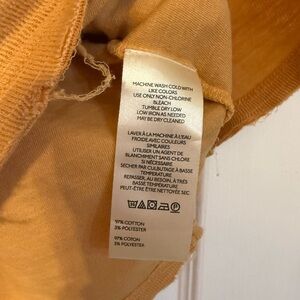 MACHINE WASH COLD WITH
LIKE COLORS
USE ONLY NON-CHLORINE
BLEACH
TUMBLE DRY LOW
LOW IRON AS NEEDED
MAY BE DRY CLEANED
LAVER À LA MACHINE À L'EAU
FROIDE AVEC COULEURS
SIMILAIRES
UTILISER UN AGENT DE
BLANCHIMENT SANS CHLORE
SI NÉCESSAIRE
SÉCHER PAR CULBUTAGE À BASSE
TEMPÉRATURE
REPASSER, AU BESOIN, À BASSE
TEMPÉRATURE
PEUT-ÊTRE ÊTRE NETTOYÉE SEC
97% COTTON
3% POLYESTER
97% COTON
3% POLYESTER